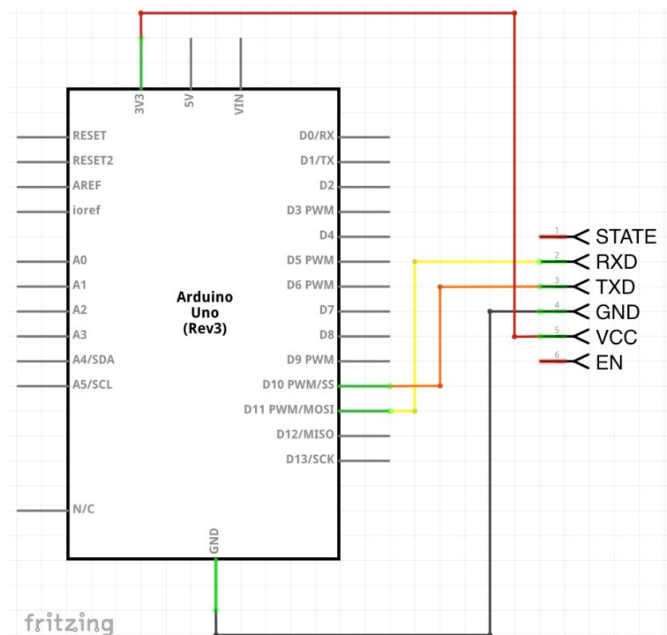 3V3
5V
VIN
RESET
RESET2
AREF
ioref
A0
A1
A2
A3
A4/SDA
A5/SCL
N/C
Arduino
Uno
(Rev3)
D0/RX
D1/TX
D2
D3 PWM
D4
D5 PWM
D6 PWM
D7
D8
D9 PWM
D10 PWM/SS
D11 PWM/MOSI
D12/MISO
D13/SCK
GND
1 STATE
2 RXD
3 TXD
4 GND
5 VCC
6 EN
fritzing